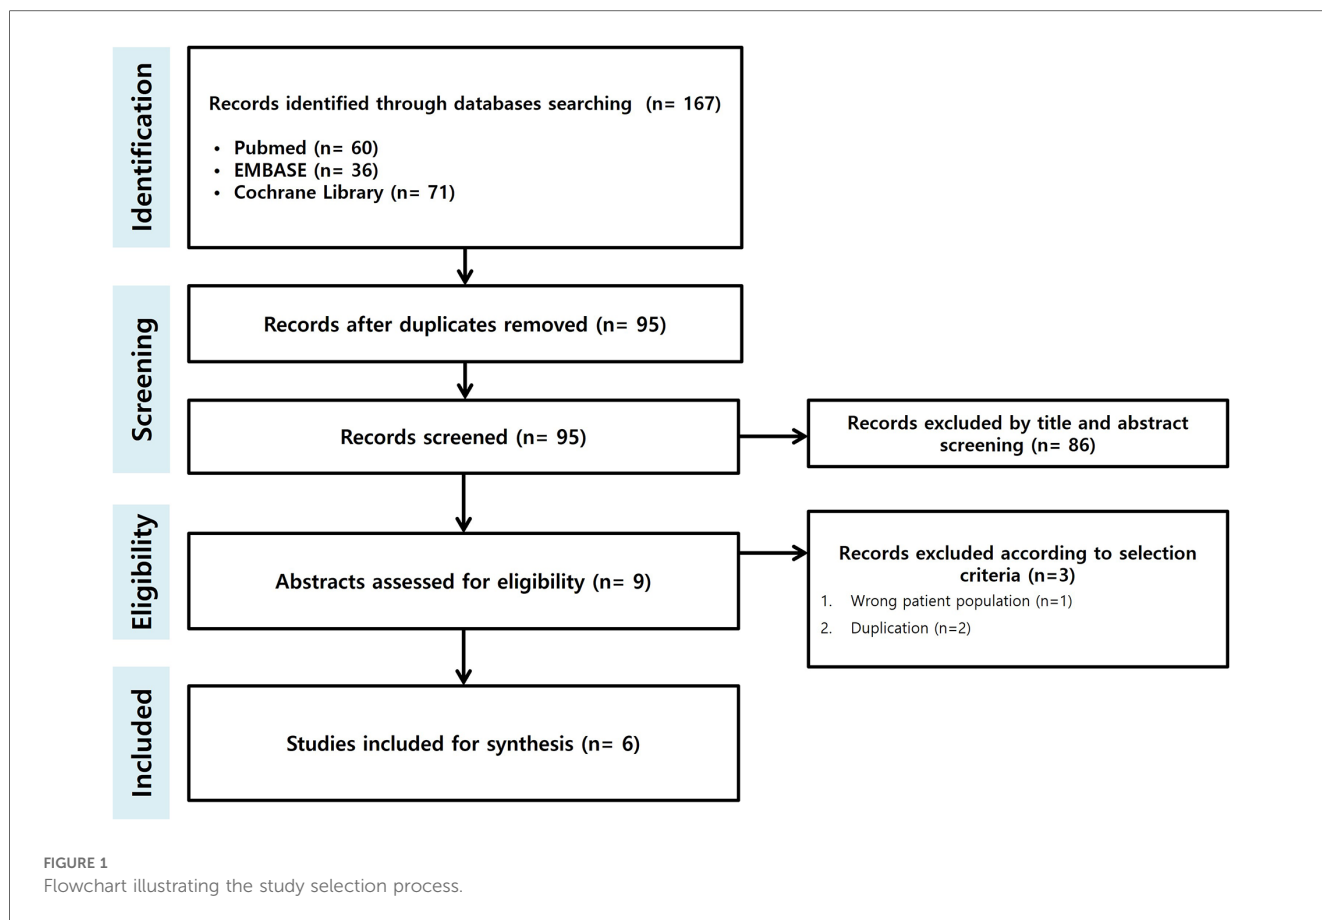 Identification
Records identified through databases searching (n= 167)
• Pubmed (n= 60)
• EMBASE (n= 36)
• Cochrane Library (n= 71)
Screening
Records after duplicates removed (n= 95)
Records screened (n= 95)
Records excluded by title and abstract
screening (n= 86)
Eligibility
Abstracts assessed for eligibility (n= 9)
Records excluded according to selection
criteria (n=3)
1. Wrong patient population (n=1)
2. Duplication (n=2)
Included
Studies included for synthesis (n= 6)
FIGURE 1
Flowchart illustrating the study selection process.